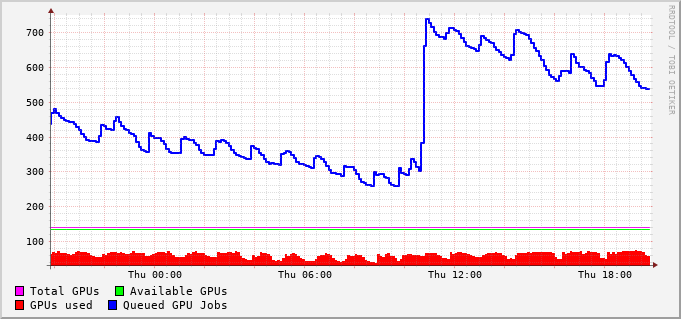 700
600
500
400
300
200
100
Thu 00:00 Thu 06:00 Thu 12:00 Thu 18:00
RRDTOOL / TOBI OETIKER
Total GPUs Available GPUs
GPUs used Queued GPU Jobs